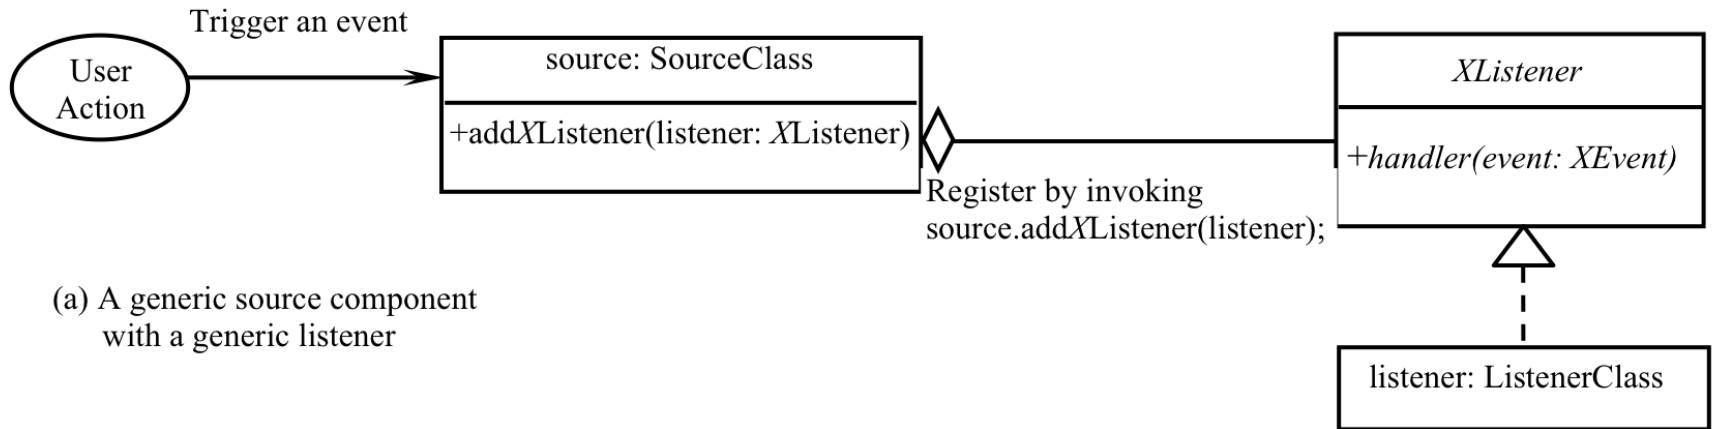 Trigger an event
User
Action
source: SourceClass
+addXListener(listener: XListener)
XListener
+handler(event: XEvent)
Register by invoking
source.addXListener(listener);
(a) A generic source component
with a generic listener
listener: ListenerClass